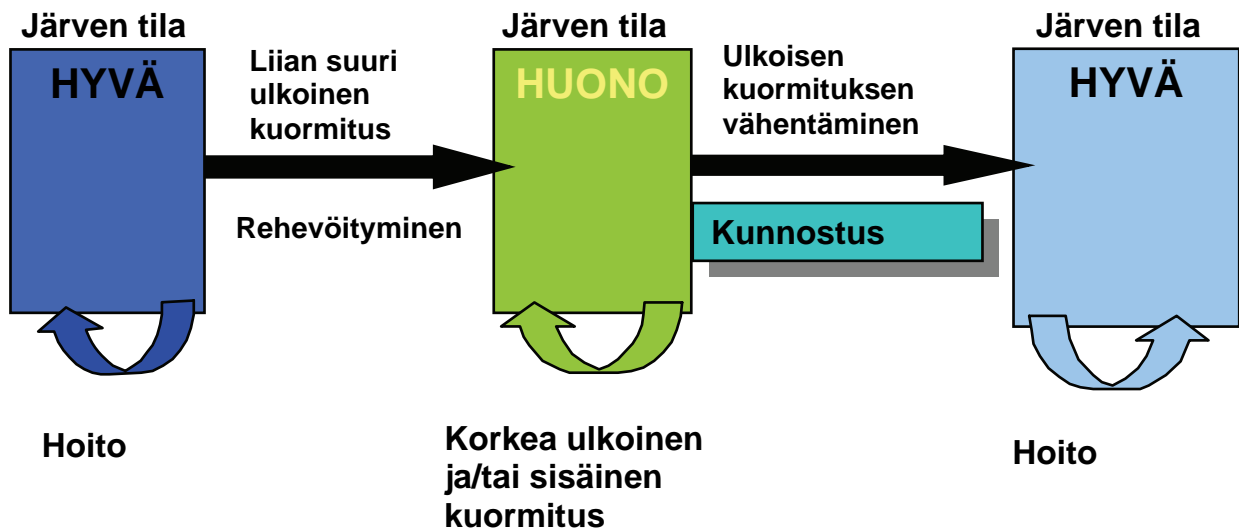 Järven tila
HYVÄ
Liian suuri
ulkoinen
kuormitus
Rehevöityminen
Järven tila
HUONO
Ulkoisen
kuormituksen
vähentäminen
Kunnostus
Järven tila
HYVÄ
Hoito
Korkea ulkoinen
ja/tai sisäinen
kuormitus
Hoito